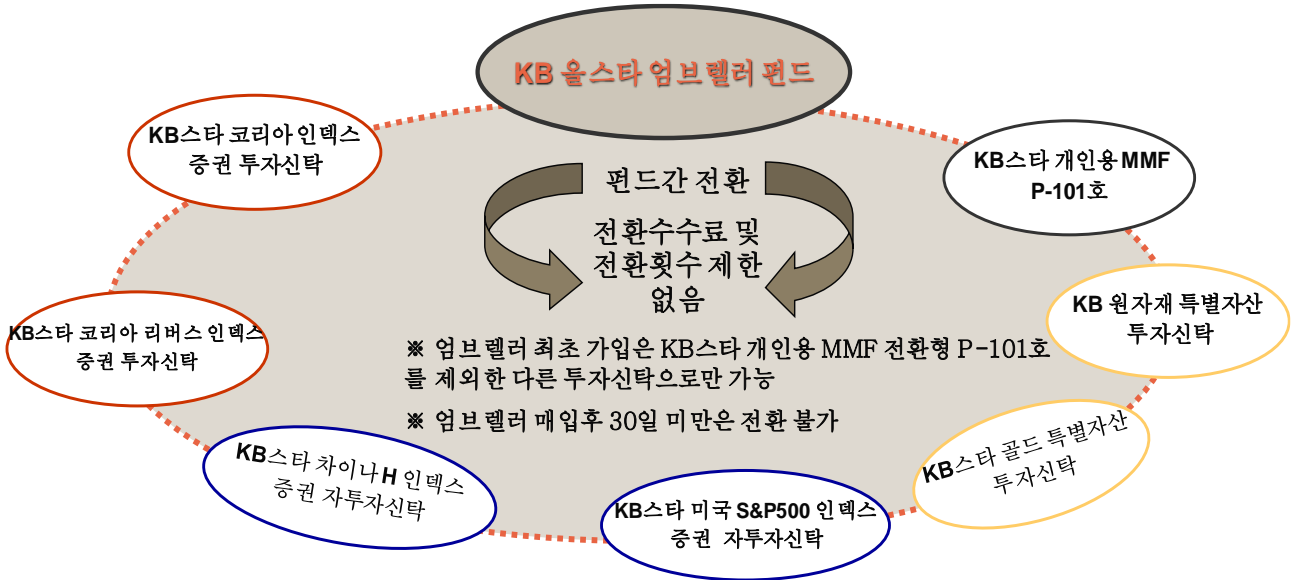 KB 올스타 엄브렐러 펀드
KB스타 코리아 인덱스
증권 투자신탁
KB스타 개인용 MMF
P-101호
펀드간 전환
전환수수료 및
전환횟수 제한
없음
KB 원자재 특별자산
투자신탁
KB스타 코리아 리버스 인덱스
증권 투자신탁
※ 엄브렐러 최초 가입은 KB스타 개인용 MMF 전환형 P-101호
를 제외한 다른 투자신탁으로만 가능
※ 엄브렐러 매입후 30일 미만은 전환 불가
KB스타 골드 특별자산
투자신탁
KB스타 차이나 H 인덱스
증권 자투자신탁
KB스타 미국 S&P500 인덱스
증권 자투자신탁